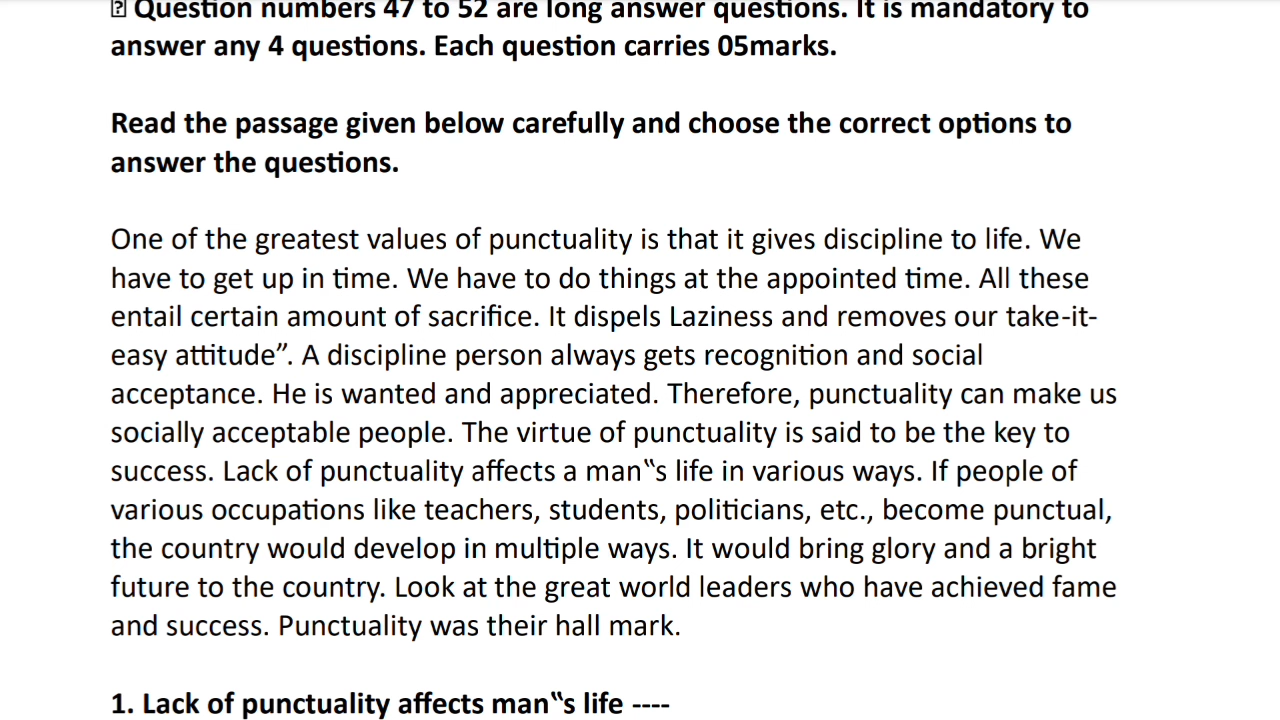 ⍰ Question numbers 47 to 52 are long answer questions. It is mandatory to
answer any 4 questions. Each question carries 05marks.
Read the passage given below carefully and choose the correct options to
answer the questions.
One of the greatest values of punctuality is that it gives discipline to life. We
have to get up in time. We have to do things at the appointed time. All these
entail certain amount of sacrifice. It dispels Laziness and removes our take-it-
easy attitude”. A discipline person always gets recognition and social
acceptance. He is wanted and appreciated. Therefore, punctuality can make us
socially acceptable people. The virtue of punctuality is said to be the key to
success. Lack of punctuality affects a man‟s life in various ways. If people of
various occupations like teachers, students, politicians, etc., become punctual,
the country would develop in multiple ways. It would bring glory and a bright
future to the country. Look at the great world leaders who have achieved fame
and success. Punctuality was their hall mark.
1. Lack of punctuality affects man‟s life ----